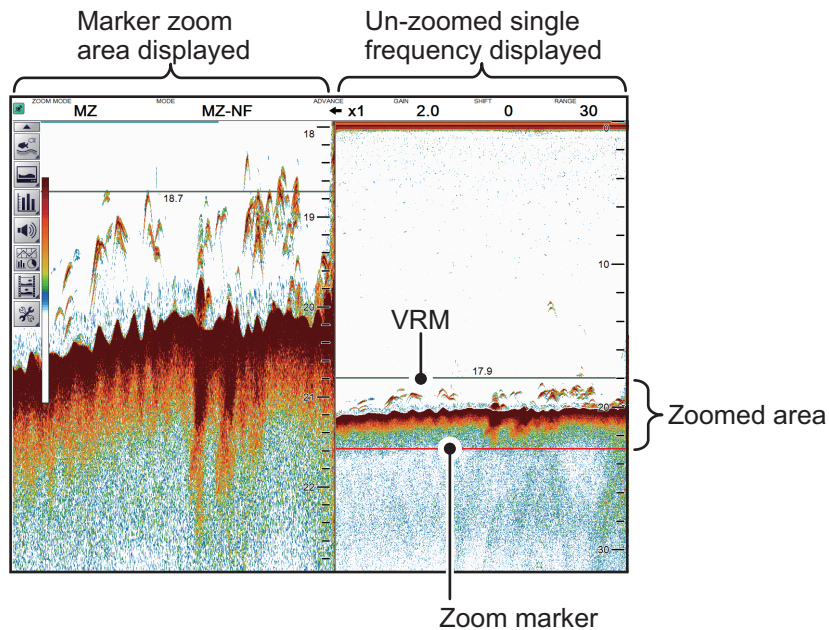 Marker zoom
area displayed
Un-zoomed single
frequency displayed
ZOOM MODE MZ MODE MZ-NF ADVANCE x1 GAIN 2.0 SHIFT 0 RANGE 30
18
18.7
19
20
21
22
0
10
VRM
17.9
20
Zoomed area
30
Zoom marker